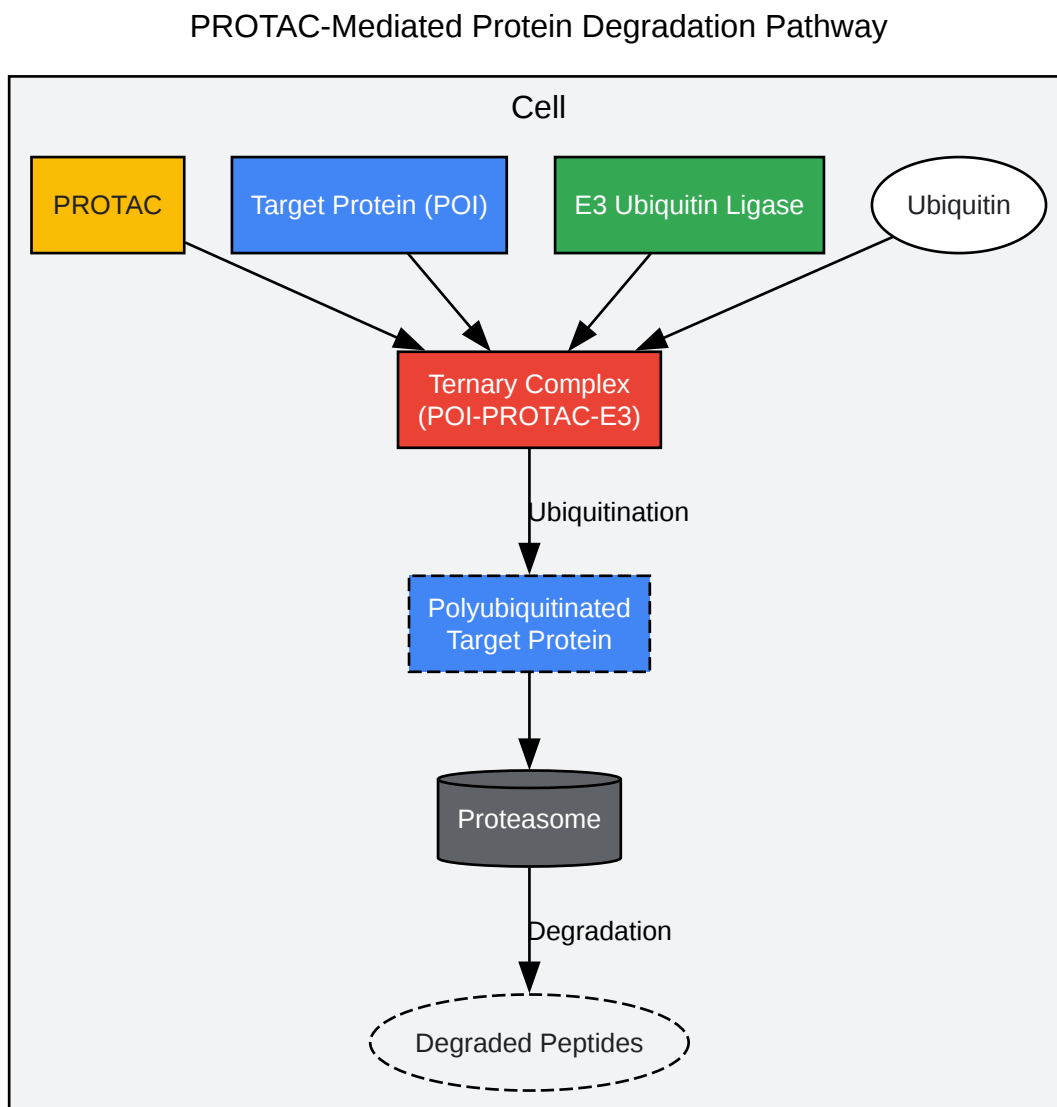 PROTAC-Mediated Protein Degradation Pathway
Cell
PROTAC
Target Protein (POI)
E3 Ubiquitin Ligase
Ubiquitin
Ternary Complex
(POI-PROTAC-E3)
Ubiquitination
Polyubiquitinated
Target Protein
Proteasome
Degradation
Degraded Peptides